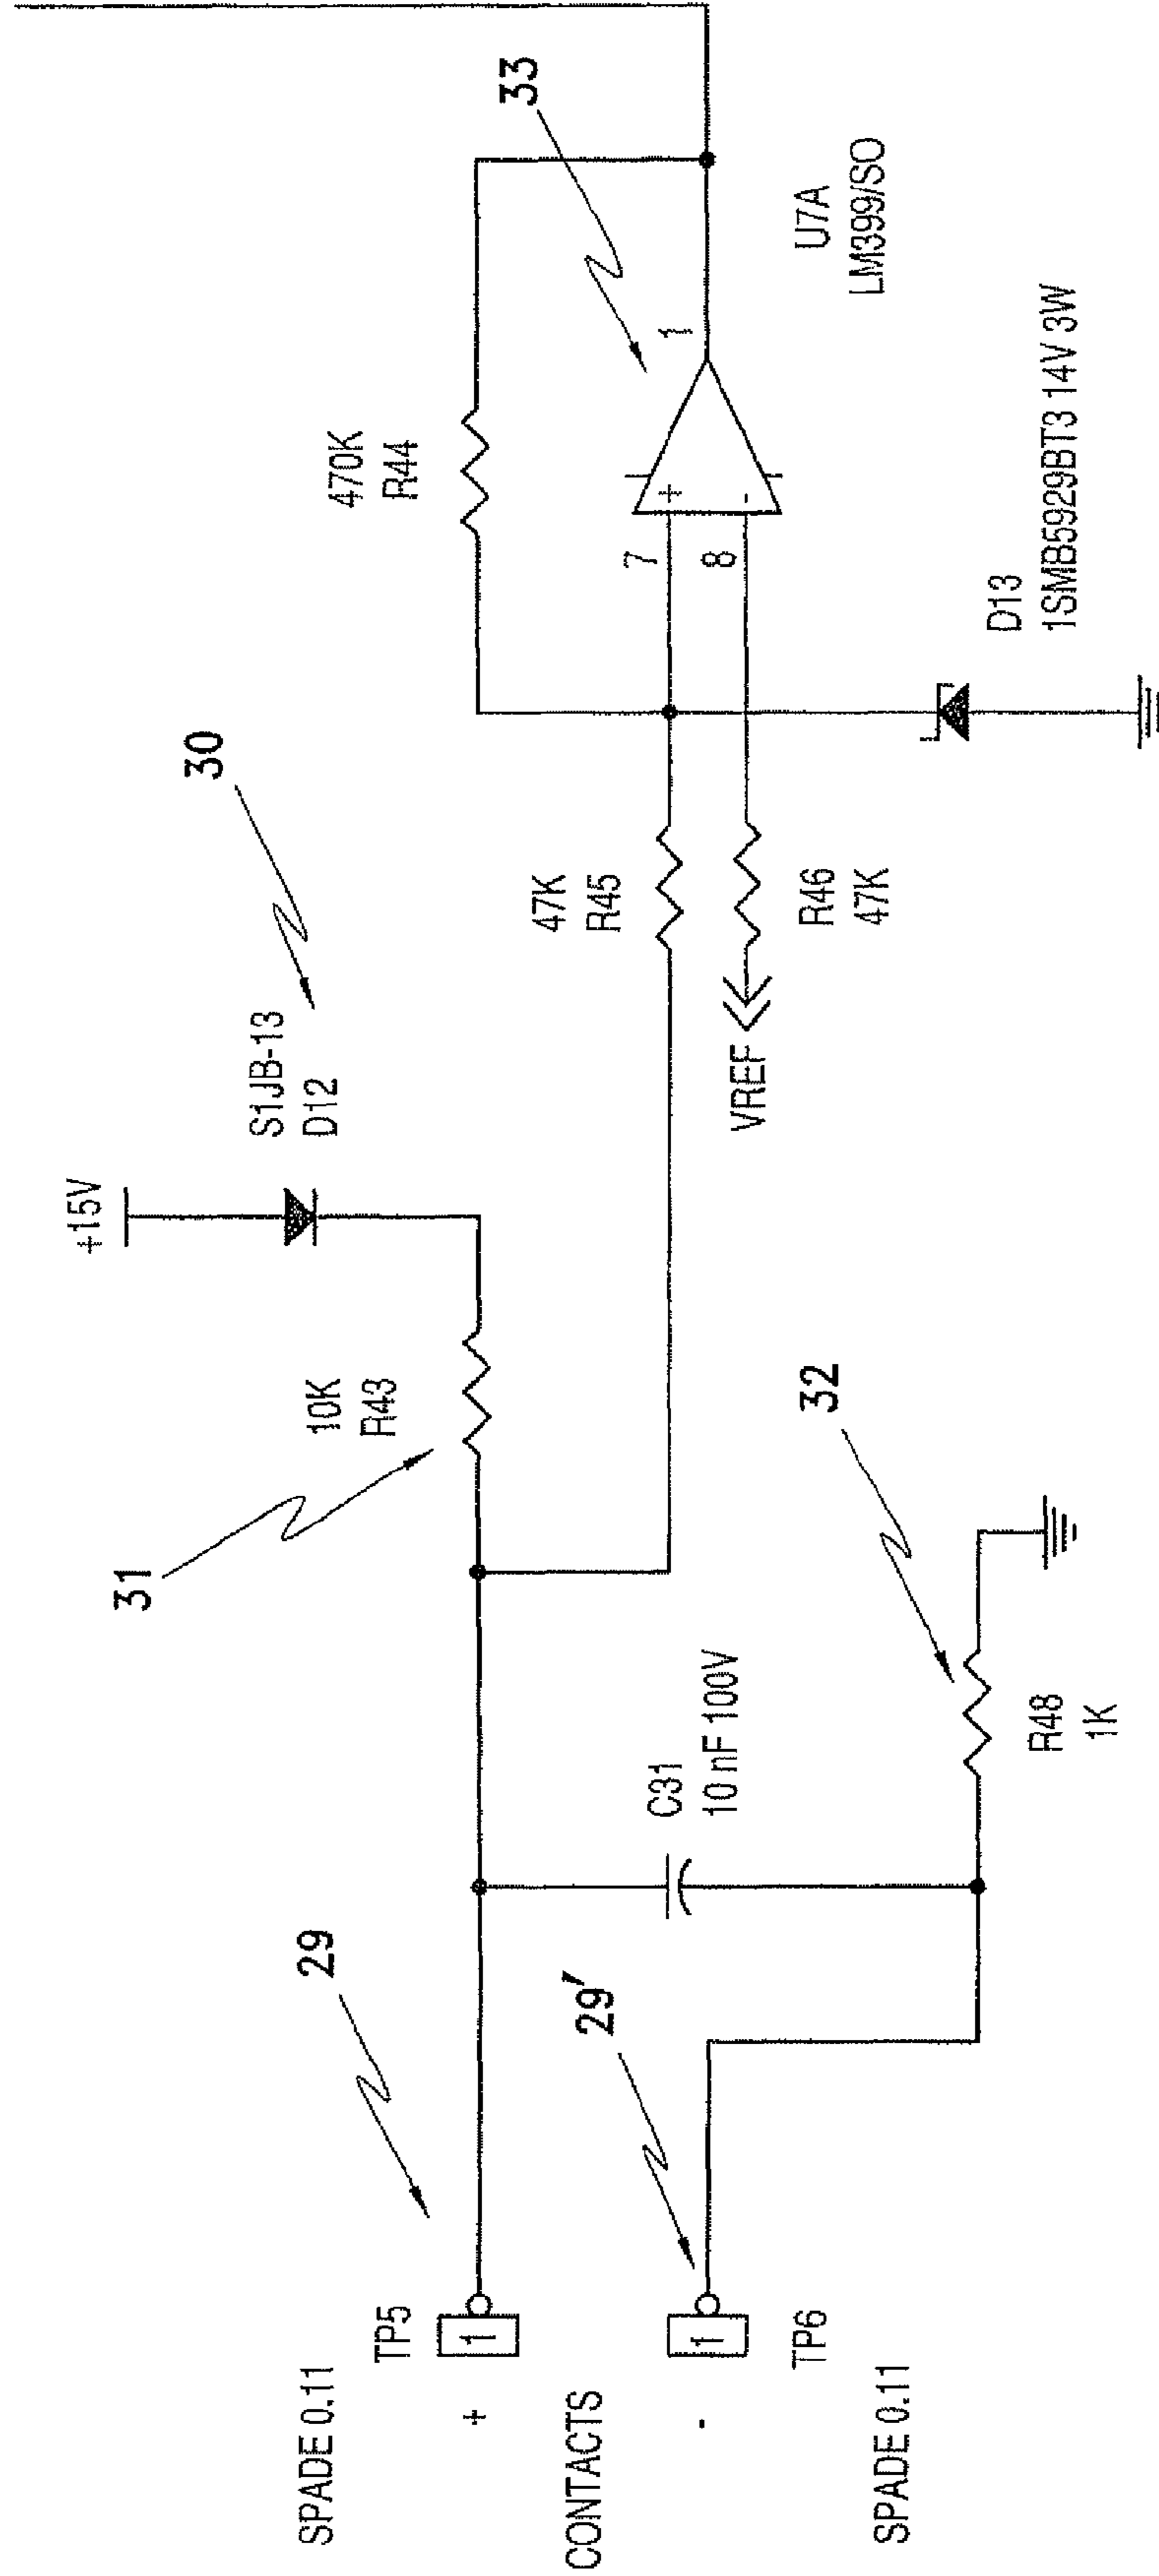 SPADE 0.11
TP5
+
1
CONTACTS
-
1
TP6
SPADE 0.11
29
29'
C31
10 nF 100V
31
10K
R43
32
R48
1K
+15V
S1JB-13
D12
30
VREF
47K
R45
R46
47K
470K
R44
7
8
+
-
1
33
U7A
LM399/SO
D13
1SMB5929BT3 14V 3W